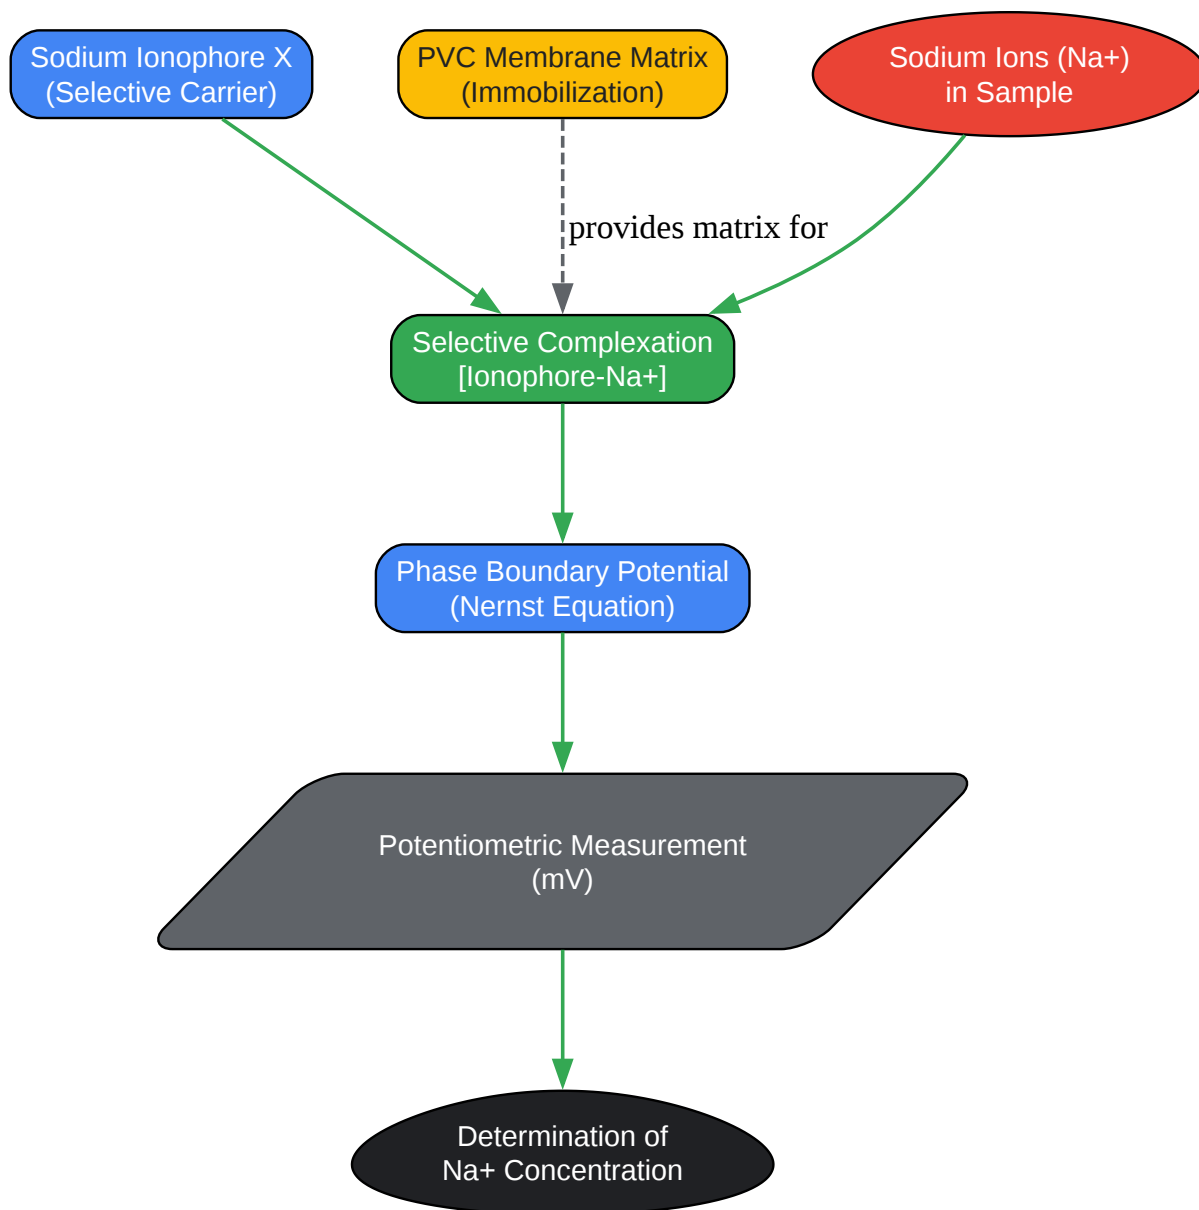 Sodium Ionophore X
(Selective Carrier)
PVC Membrane Matrix
(Immobilization)
Sodium Ions (Na+)
in Sample
provides matrix for
Selective Complexation
[Ionophore-Na+]
Phase Boundary Potential
(Nernst Equation)
Potentiometric Measurement
(mV)
Determination of
Na+ Concentration